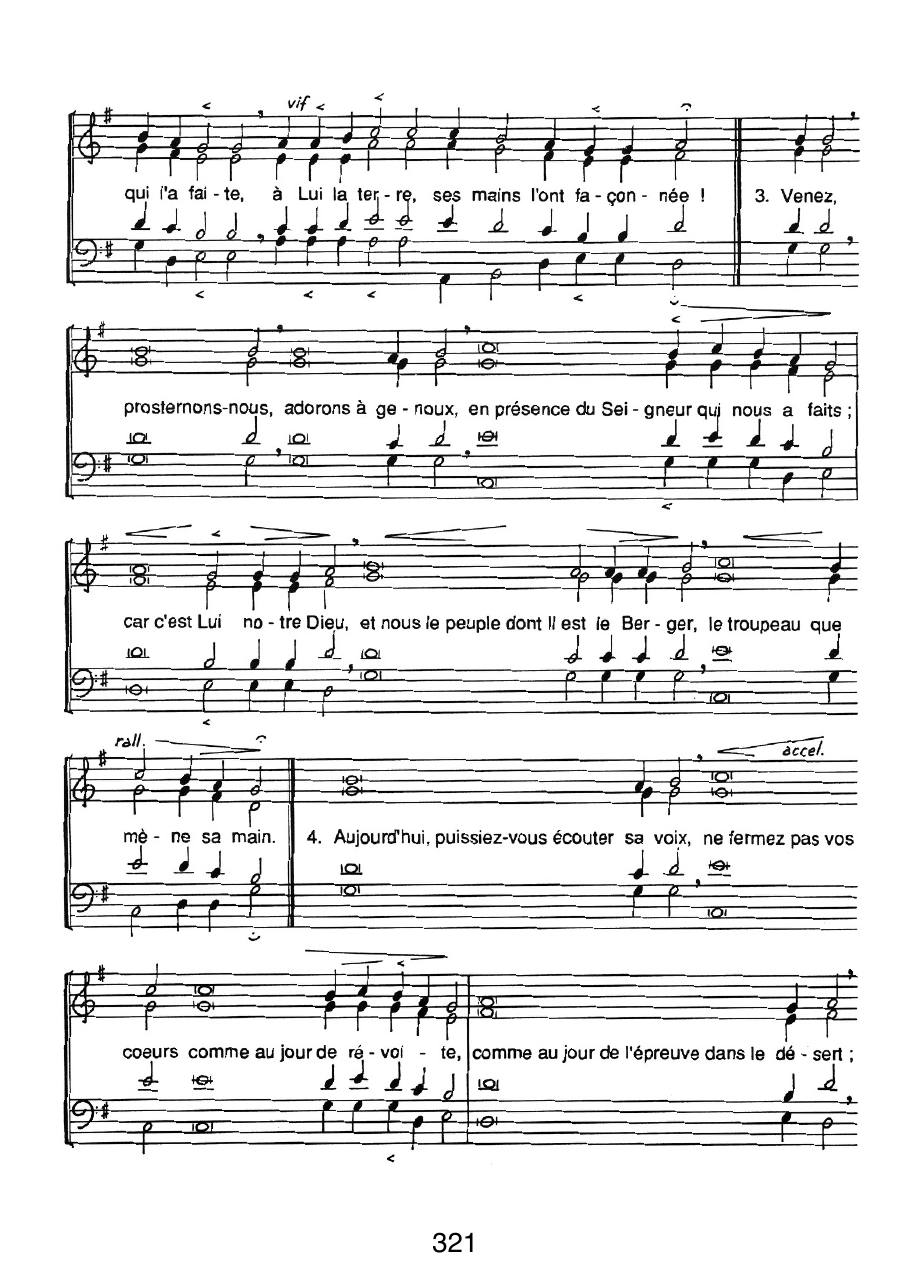 vif
qui l'a fai-te, à Lui la ter-re, ses mains l'ont fa-çon-née ! 3. Venez,
prosternons-nous, adorons à ge-noux, en présence du Sei-gneur qui nous a faits ;
car c'est Lui no-tre Dieu, et nous le peuple dont Il est le Ber-ger, le troupeau que
rall. accel.
mè-ne sa main. 4. Aujourd'hui, puissiez-vous écouter sa voix, ne fermez pas vos
coeurs comme au jour de ré-vol-te, comme au jour de l'épreuve dans le dé-sert ;
321